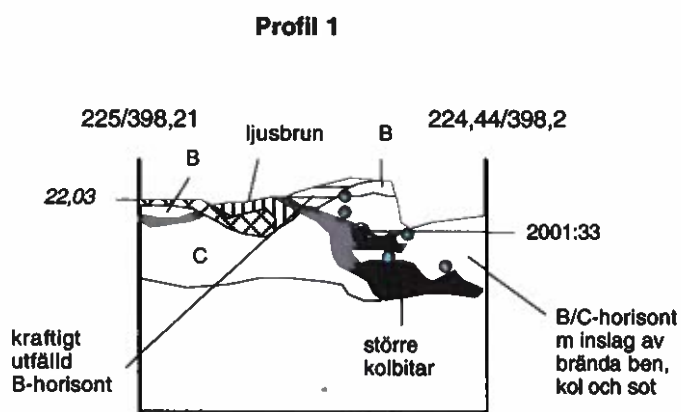 Profil 1
225/398,21
ljusbrun
B
224,44/398,2
B
22,03
2001:33
C
kraftigt
utfälld
B-horisont
större
kolbitar
B/C-horisont
m inslag av
brända ben,
kol och sot